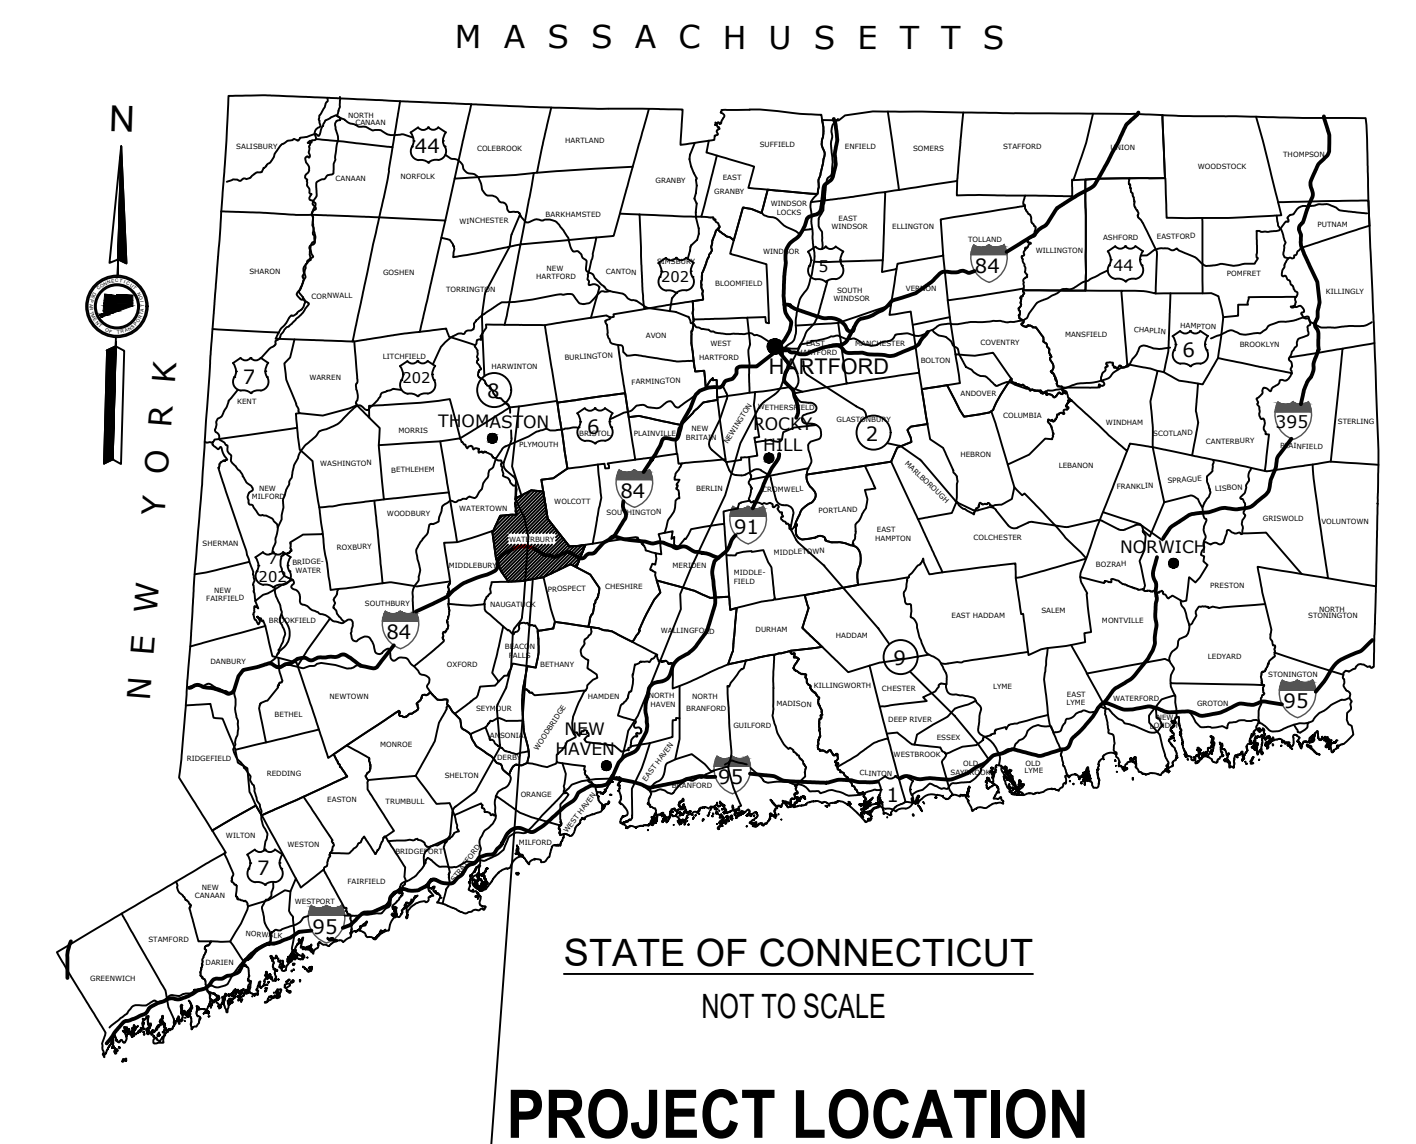 MASSACHUSETTS
N
NEW YORK
NORTH
CANAAN
SALISBURY
CANAAN
44
NORFOLK
COLEBROOK
HARTLAND
SUFFIELD
ENFIELD
SOMERS
STAFFORD
UNION
WOODSTOCK
THOMPSON
GRANBY
EAST
GRANBY
WINDSOR
LOCKS
WINCHESTER
BARKHAMSTED
EAST
WINDSOR
ELLINGTON
TOLLAND
84
WILLINGTON
ASHFORD
EASTFORD
44
PUTNAM
SHARON
CORNWALL
GOSHEN
TORRINGTON
NEW
HARTFORD
CANTON
SIMSBURY
202
BLOOMFIELD
WINDSOR
5
SOUTH
WINDSOR
VERNON
POMFRET
KILLINGLY
7
KENT
WARREN
LITCHFIELD
202
HARWINTON
8
BURLINGTON
AVON
WEST
HARTFORD
FARMINGTON
HARTFORD
EAST
HARTFORD
MANCHESTER
BOLTON
COVENTRY
MANSFIELD
CHAPLIN
HAMPTON
6
BROOKLYN
ANDOVER
COLUMBIA
MORRIS
THOMASTON
PLYMOUTH
6
BRISTOL
PLAINVILLE
NEW
BRITAIN
NEWINGTON
WETHERSFIELD
ROCKY
HILL
GLASTONBURY
2
HEBRON
MARLBOROUGH
LEBANON
WINDHAM
SCOTLAND
CANTERBURY
395
PLAINFIELD
STERLING
WASHINGTON
BETHLEHEM
NEW
MILFORD
WOODBURY
WATERTOWN
WOLCOTT
84
SOUTHINGTON
BERLIN
CROMWELL
91
PORTLAND
EAST
HAMPTON
COLCHESTER
FRANKLIN
SPRAGUE
LISBON
GRISWOLD
VOLUNTOWN
SHERMAN
ROXBURY
BRIDGE-
WATER
7
202
MIDDLEBURY
WATERBURY
MERIDEN
MIDDLETOWN
MIDDLE-
FIELD
NORWICH
BOZRAH
PRESTON
NEW
FAIRFIELD
BROOKFIELD
SOUTHBURY
84
NAUGATUCK
PROSPECT
CHESHIRE
WALLINGFORD
DURHAM
HADDAM
EAST HADDAM
SALEM
MONTVILLE
NORTH
STONINGTON
DANBURY
OXFORD
BEACON
FALLS
BETHANY
9
LEDYARD
STONINGTON
95
BETHEL
NEWTOWN
SEYMOUR
HAMDEN
NORTH
HAVEN
NORTH
BRANFORD
MADISON
KILLINGWORTH
CHESTER
LYME
EAST
LYME
WATERFORD
GROTON
NEW
LONDON
GUILFORD
DEEP RIVER
ESSEX
WESTBROOK
OLD
SAYBROOK
OLD
LYME
RIDGEFIELD
REDDING
MONROE
ANSONIA
DERBY
WOODBRIDGE
NEW
HAVEN
EAST HAVEN
BRANFORD
95
CLINTON
1
SHELTON
ORANGE
WEST HAVEN
EASTON
TRUMBULL
WILTON
7
WESTON
BRIDGEPORT
STRATFORD
MILFORD
FAIRFIELD
NEW
CANAAN
WESTPORT
95
NORWALK
STAMFORD
DARIEN
GREENWICH
STATE OF CONNECTICUT
NOT TO SCALE
PROJECT LOCATION